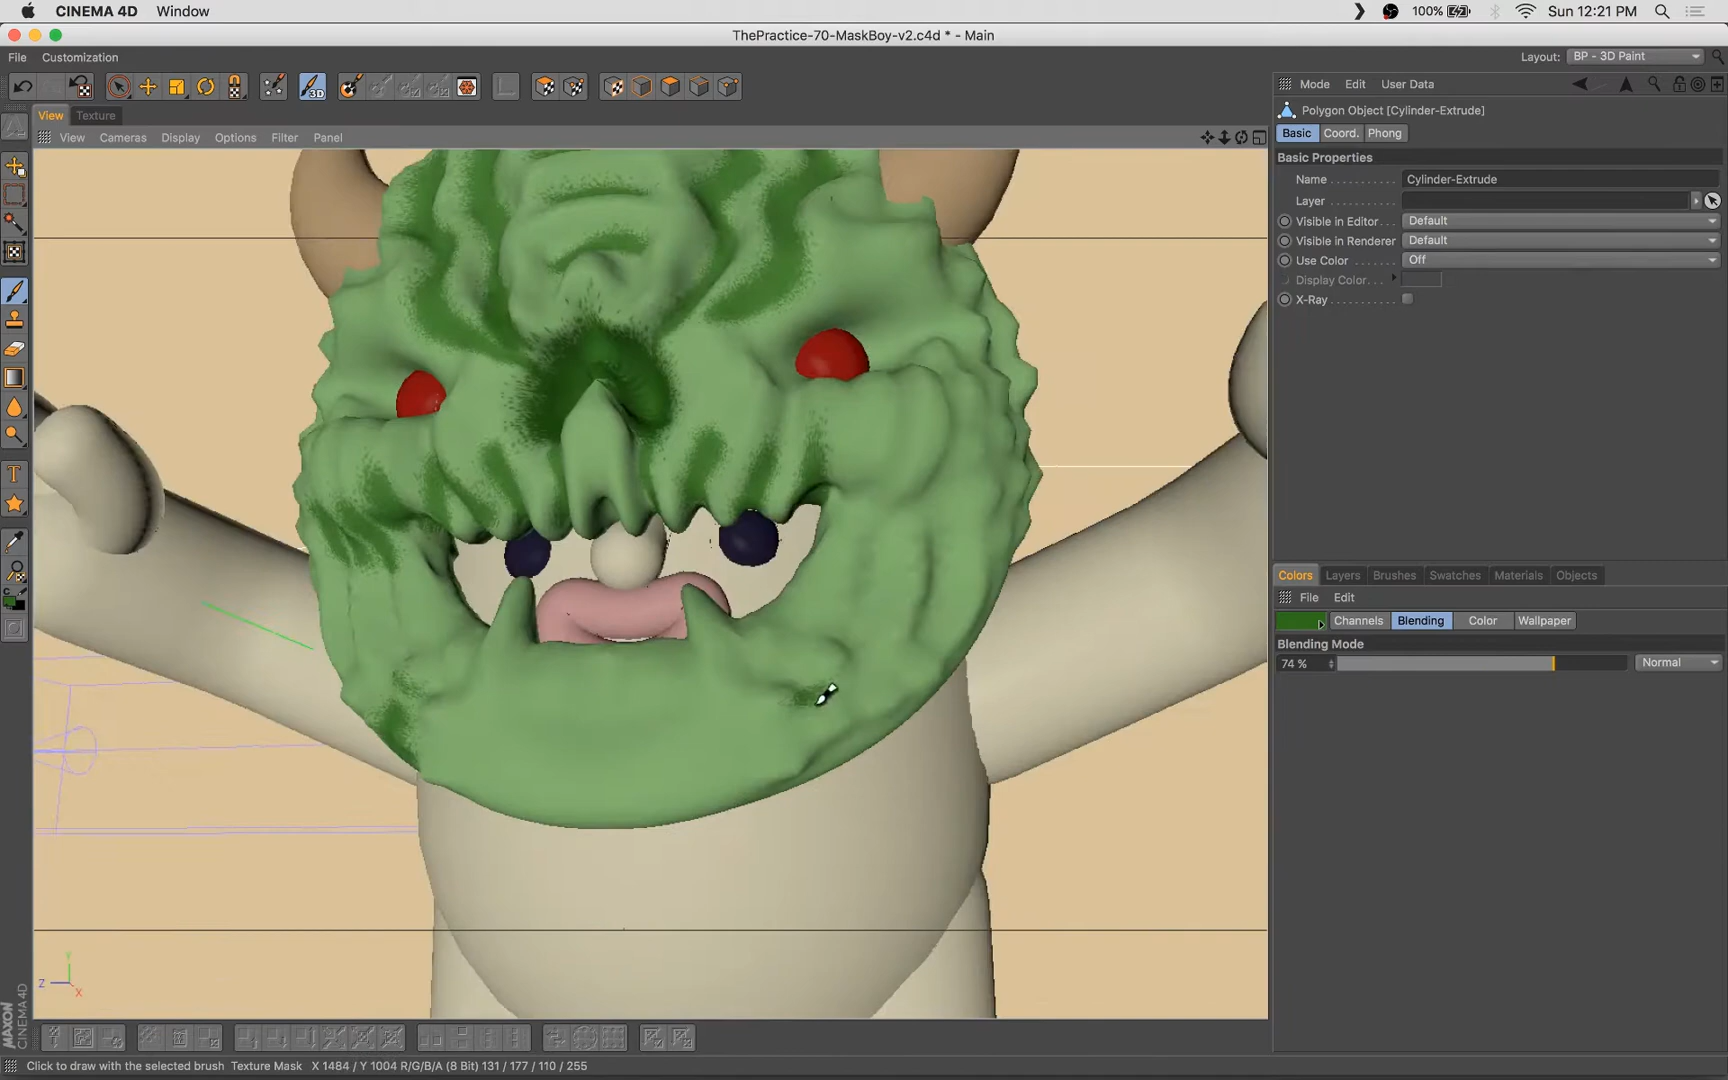 CINEMA 4D Window 100% Sun 12:21 PM
ThePractice-70-MaskBoy-v2.c4d * - Main
File Customization Layout: BP - 3D Paint
3D
Mode Edit User Data
View Texture
Polygon Object [Cylinder-Extrude]
View Cameras Display Options Filter Panel
Basic Coord. Phong
Basic Properties
Name Cylinder-Extrude
Layer
Visible in Editor Default
Visible in Renderer Default
Use Color Off
Display Color
X-Ray
Colors Layers Brushes Swatches Materials Objects
File Edit
Channels Blending Color Wallpaper
Blending Mode
74 % Normal
Y
Z
X
MAXON
CINEMA 4D
Click to draw with the selected brush Texture Mask X 1484 / Y 1004 R/G/B/A (8 Bit) 131 / 177 / 110 / 255